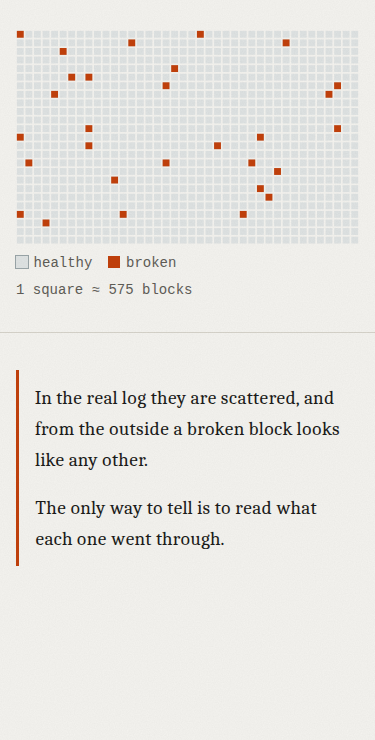 healthy broken
1 square ≈ 575 blocks
In the real log they are scattered, and
from the outside a broken block looks
like any other.
The only way to tell is to read what
each one went through.